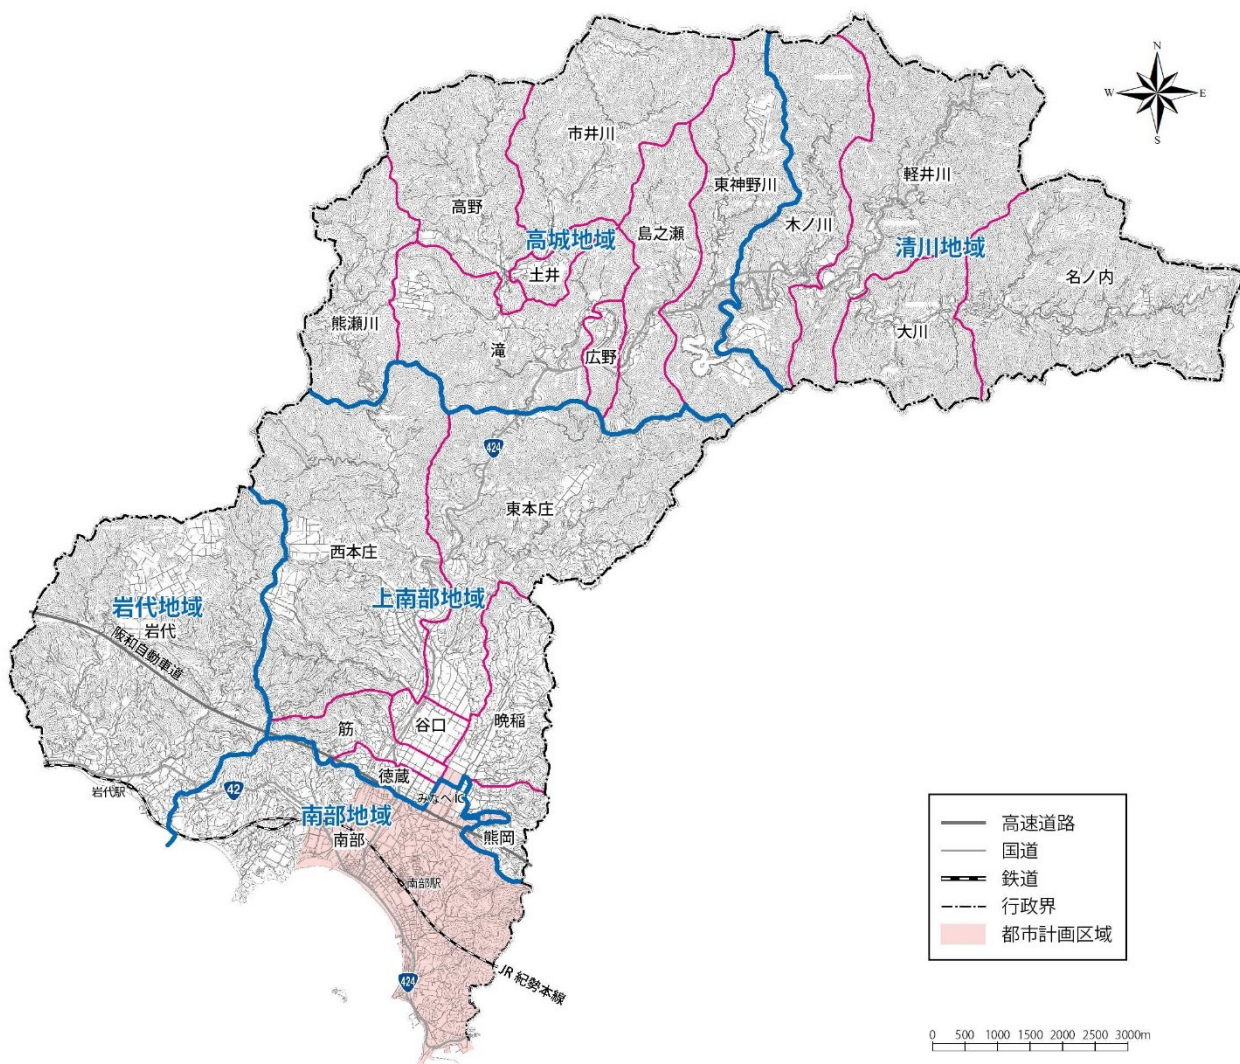 N
W
E
S
市井川
高野
東神野川
軽井川
島之瀬
木ノ川
高城地域
清川地域
土井
名ノ内
熊瀬川
大川
滝
広野
424
東本庄
西本庄
上南部地域
岩代地域
岩代
阪和自動車道
谷口
晩稲
筋
徳蔵
岩代駅
42
みなべIC
南部地域
南部
熊岡
南部駅
JR紀勢本線
424
高速道路
国道
鉄道
行政界
都市計画区域
0 500 1000 1500 2000 2500 3000m